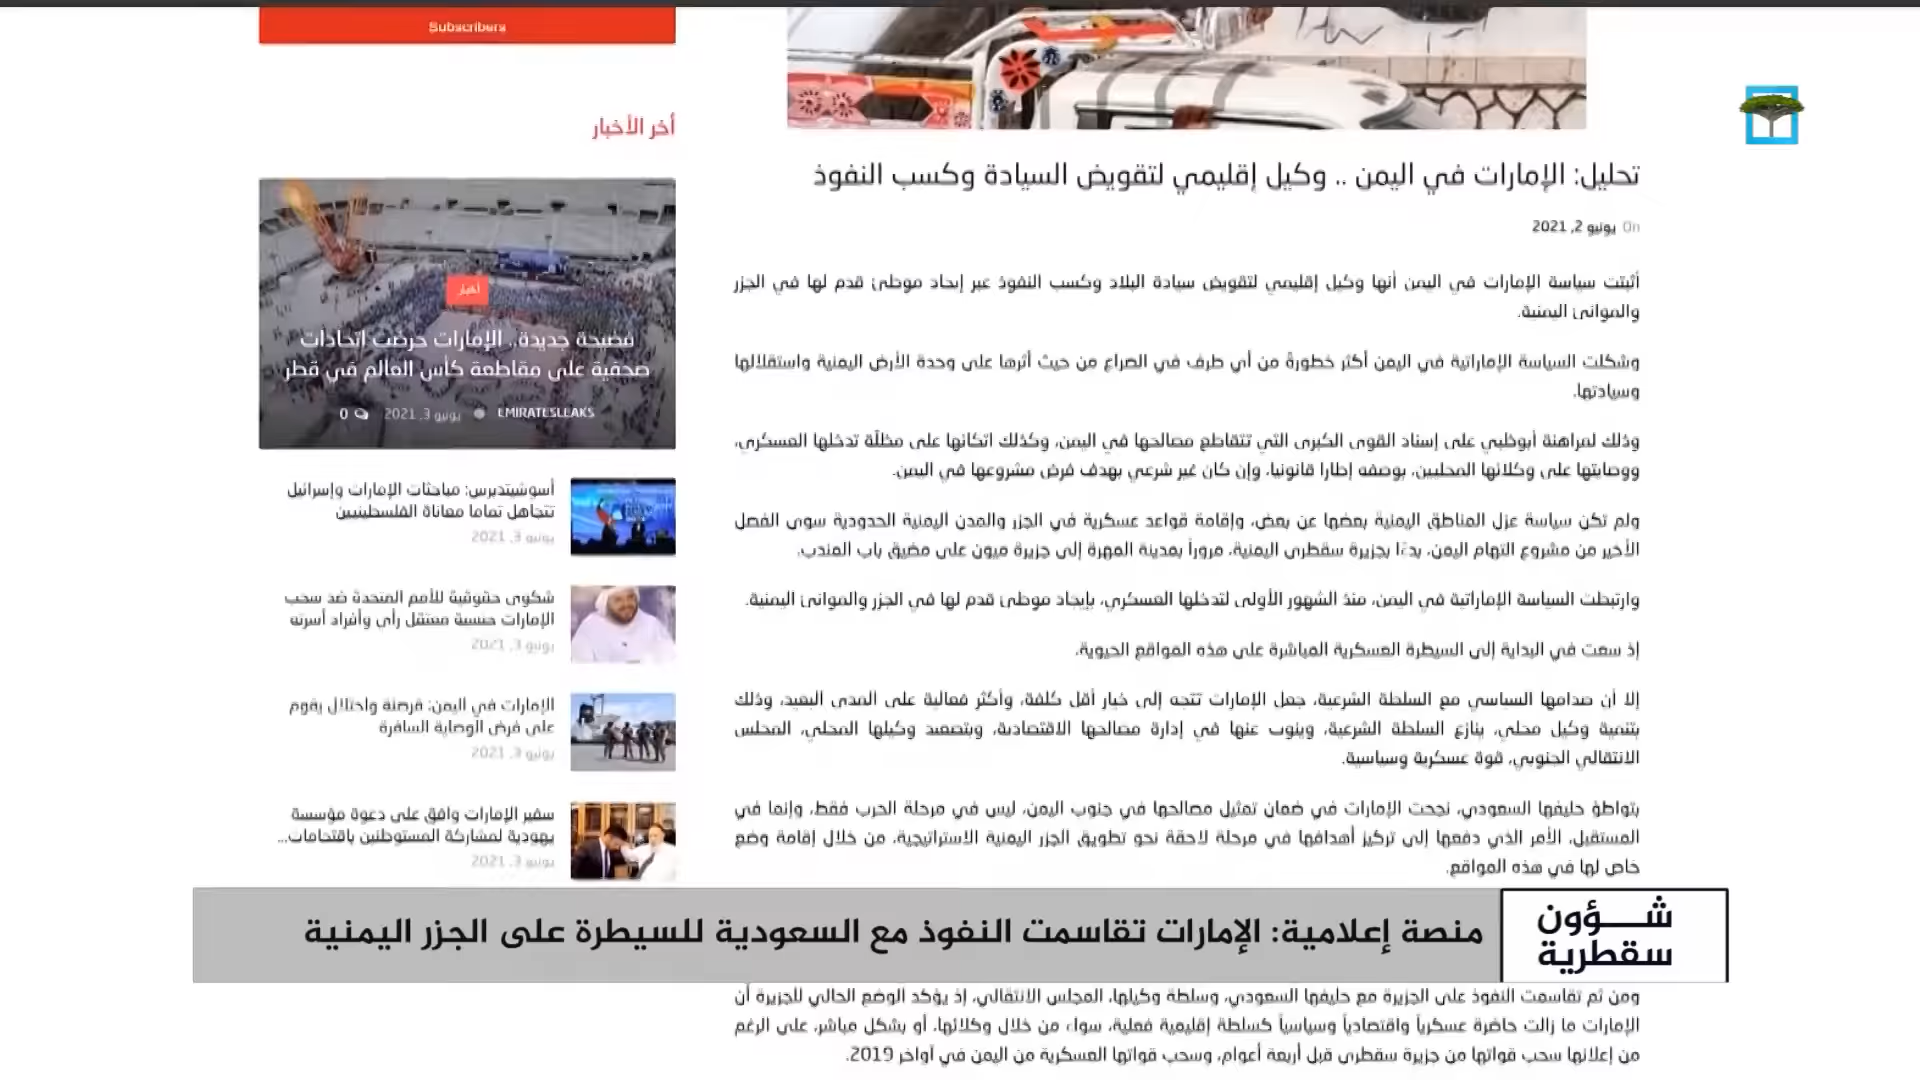 Subscribers
تحليل: الإمارات في اليمن .. وكيل إقليمي لتقويض السيادة وكسب النفوذ
On يونيو 2, 2021
أثبتت سياسة الإمارات في اليمن أنها وكيل إقليمي لتقويض سيادة البلاد وكسب النفوذ عبر إيجاد موطئ قدم لها في الجزر
والموانئ اليمنية.
وشكلت السياسة الإماراتية في اليمن أكثر خطورةً من أي طرف في الصراع من حيث أثرها على وحدة الأرض اليمنية واستقلالها
وسيادتها.
وذلك لمراهنة أبوظبي على إسناد القوى الكبرى التي تتقاطع مصالحها في اليمن، وكذلك اتكائها على مظلّة تدخلها العسكري،
ووصايتها على وكلائها المحليين، بوصفه إطارا قانونيا، وإن كان غير شرعي بهدف فرض مشروعها في اليمن.
ولم تكن سياسة عزل المناطق اليمنية بعضها عن بعض، وإقامة قواعد عسكرية في الجزر والمدن اليمنية الحدودية سوى الفصل
الأخير من مشروع التهام اليمن، بدءًا بجزيرة سقطرى اليمنية، مروراً بمدينة المهرة إلى جزيرة ميون على مضيق باب المندب.
وارتبطت السياسة الإماراتية في اليمن، منذ الشهور الأولى لتدخلها العسكري، بإيجاد موطئ قدم لها في الجزر والموانئ اليمنية.
إذ سعت في البداية إلى السيطرة العسكرية المباشرة على هذه المواقع الحيوية.
إلا أن صدامها السياسي مع السلطة الشرعية، جعل الإمارات تتجه إلى خيار أقل كلفة، وأكثر فعالية على المدى البعيد، وذلك
بتنمية وكيل محلي، ينازع السلطة الشرعية، وينوب عنها في إدارة مصالحها الاقتصادية، وبتصعيد وكيلها المحلي، المجلس
الانتقالي الجنوبي، قوة عسكرية وسياسية.
بتواطؤ حليفها السعودي، نجحت الإمارات في ضمان تمثيل مصالحها في جنوب اليمن، ليس في مرحلة الحرب فقط، وإنما في
المستقبل، الأمر الذي دفعها إلى تركيز أهدافها في مرحلة لاحقة نحو تطويق الجزر اليمنية الاستراتيجية، من خلال إقامة وضع
خاص لها في هذه المواقع.
ومن ثم تقاسمت النفوذ على الجزيرة مع حليفها السعودي، وسلطة وكيلها، المجلس الانتقالي، إذ يؤكد الوضع الحالي للجزيرة أن
الإمارات ما زالت حاضرة عسكرياً واقتصادياً وسياسياً كسلطة إقليمية فعلية، سواء من خلال وكلائها، أو بشكل مباشر، على الرغم
من إعلانها سحب قواتها من جزيرة سقطرى قبل أربعة أعوام، وسحب قواتها العسكرية من اليمن في أواخر 2019.
أخر الأخبار
أخبار
فضيحة جديدة.. الإمارات حرضت اتحادات
صحفية على مقاطعة كأس العالم في قطر
EMIRATESLEAKS يونيو 3, 2021 0
أسوشيتدبرس: مباحثات الإمارات وإسرائيل
تتجاهل تماما معاناة الفلسطينيين
يونيو 3, 2021
شكوى حقوقية للأمم المتحدة ضد سحب
الإمارات جنسية معتقل رأي وأفراد أسرته
يونيو 3, 2021
الإمارات في اليمن: قرصنة واحتلال يقوم
على فرض الوصاية السافرة
يونيو 3, 2021
سفير الإمارات وافق على دعوة مؤسسة
يهودية لمشاركة المستوطنين باقتحامات...
يونيو 3, 2021
شـؤون
سقطرية
منصة إعلامية: الإمارات تقاسمت النفوذ مع السعودية للسيطرة على الجزر اليمنية